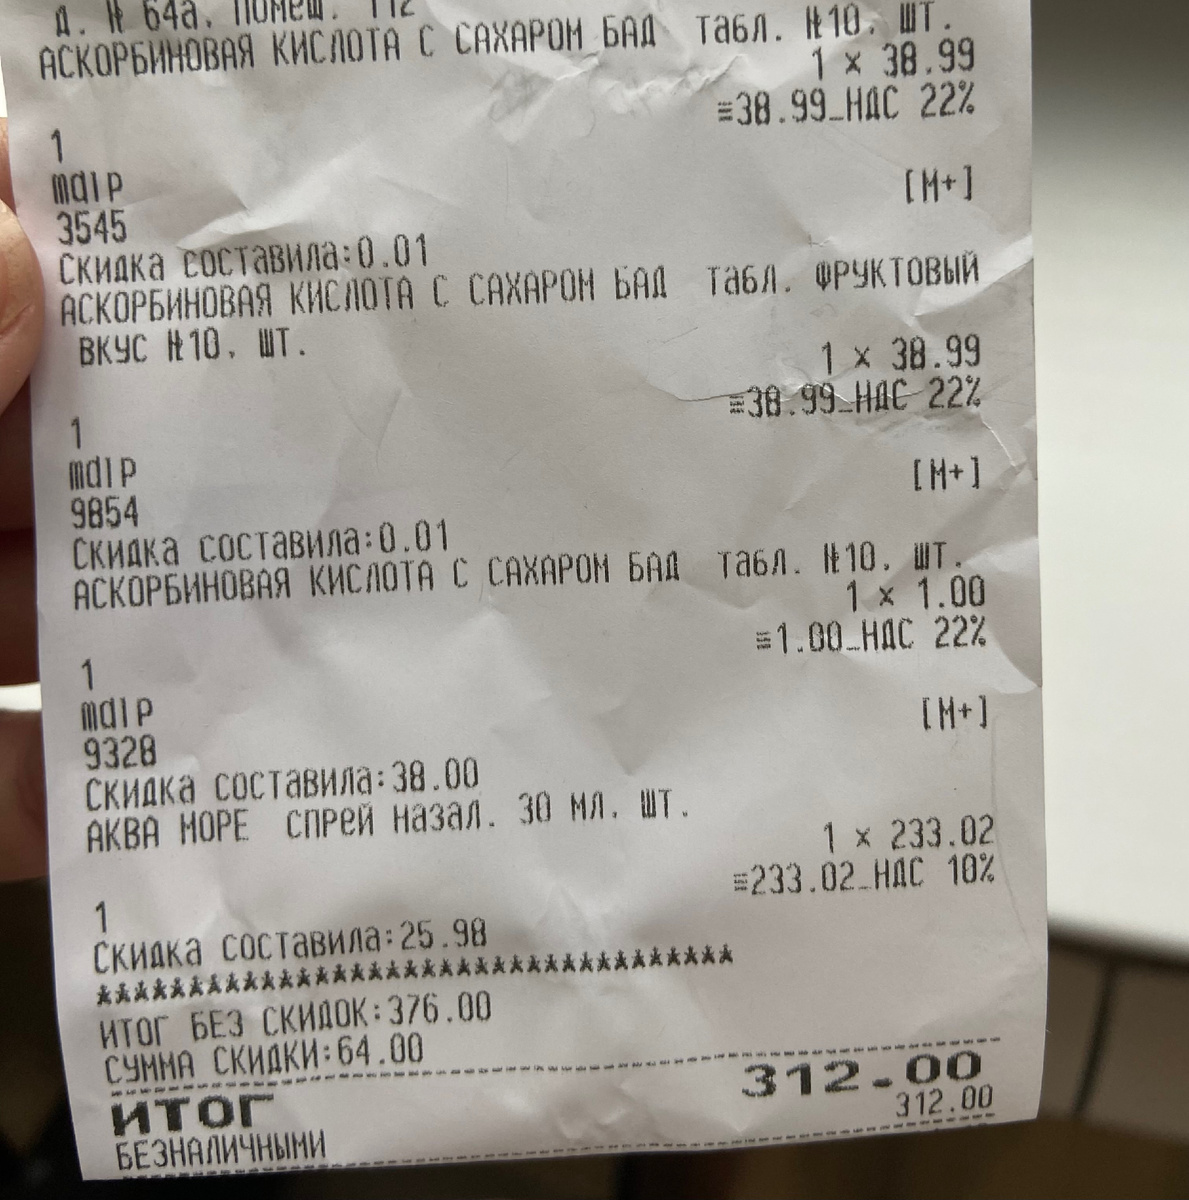 Д. № 64а, помещ. 112
АСКОРБИНОВАЯ КИСЛОТА С САХАРОМ БАД табл. №10, шт.
1 × 38.99
≡38.99_НДС 22%
1
mdlP
[М+]
3545
Скидка составила:0.01
АСКОРБИНОВАЯ КИСЛОТА С САХАРОМ БАД табл. ФРУКТОВЫЙ
ВКУС №10, шт.
1 × 38.99
≡38.99_НДС 22%
1
mdlP
[М+]
9854
Скидка составила:0.01
АСКОРБИНОВАЯ КИСЛОТА С САХАРОМ БАД табл. №10, шт.
1 × 1.00
≡1.00_НДС 22%
1
mdlP
[М+]
9328
Скидка составила:38.00
АКВА МОРЕ спрей назал. 30 мл, шт.
1 × 233.02
≡233.02_НДС 10%
1
Скидка составила:25.98
***********************************
ИТОГ БЕЗ СКИДОК:376.00
СУММА СКИДКИ:64.00
ИТОГ 312.00
БЕЗНАЛИЧНЫМИ 312.00